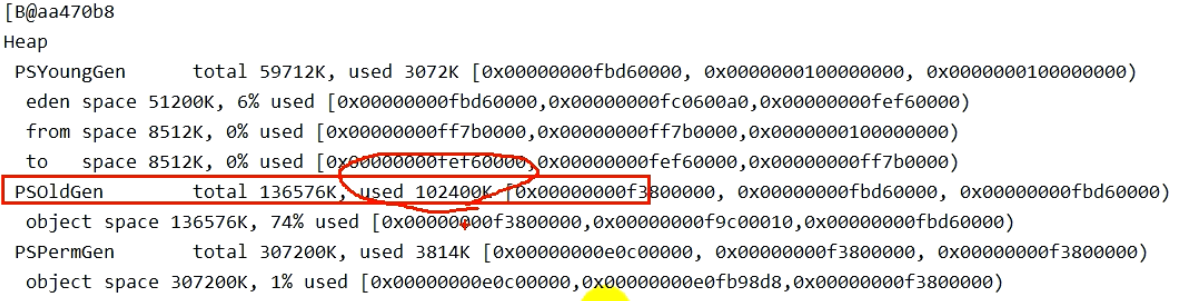 [B@aa470b8
Heap
PSYoungGen total 59712K, used 3072K [0x00000000fbd60000, 0x0000000100000000, 0x0000000100000000)
eden space 51200K, 6% used [0x00000000fbd60000,0x00000000fc0600a0,0x00000000fef60000)
from space 8512K, 0% used [0x00000000ff7b0000,0x00000000ff7b0000,0x0000000100000000)
to space 8512K, 0% used [0x00000000fef60000,0x00000000fef60000,0x00000000ff7b0000)
PSOldGen total 136576K, used 102400K [0x00000000f3800000, 0x00000000fbd60000, 0x00000000fbd60000)
object space 136576K, 74% used [0x00000000f3800000,0x00000000f9c00010,0x00000000fbd60000)
PSPermGen total 307200K, used 3814K [0x00000000e0c00000, 0x00000000f3800000, 0x00000000f3800000)
object space 307200K, 1% used [0x00000000e0c00000,0x00000000e0fb98d8,0x00000000f3800000)